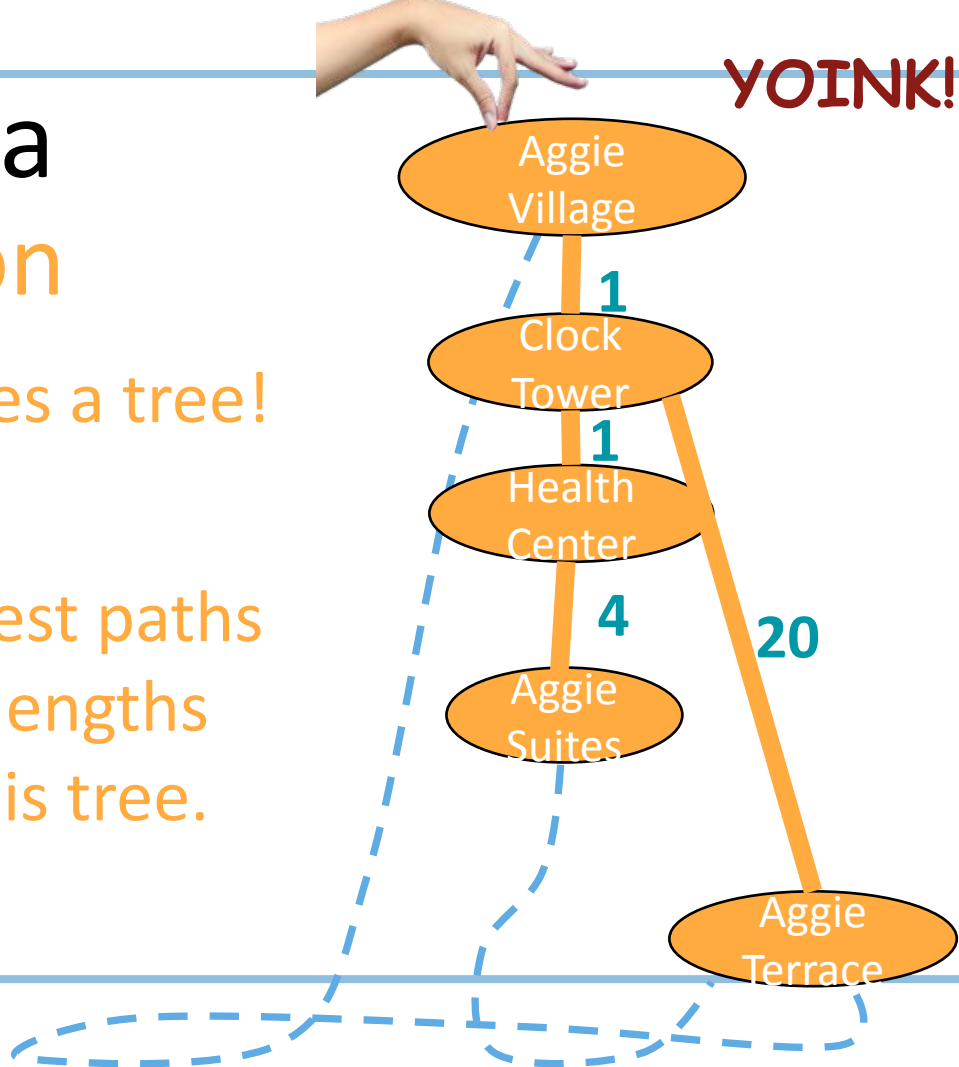 YOINK!
a
on
es a tree!
est paths
engths
is tree.
Aggie
Village
1
Clock
Tower
1
Health
Center
4
20
Aggie
Suites
Aggie
Terrace